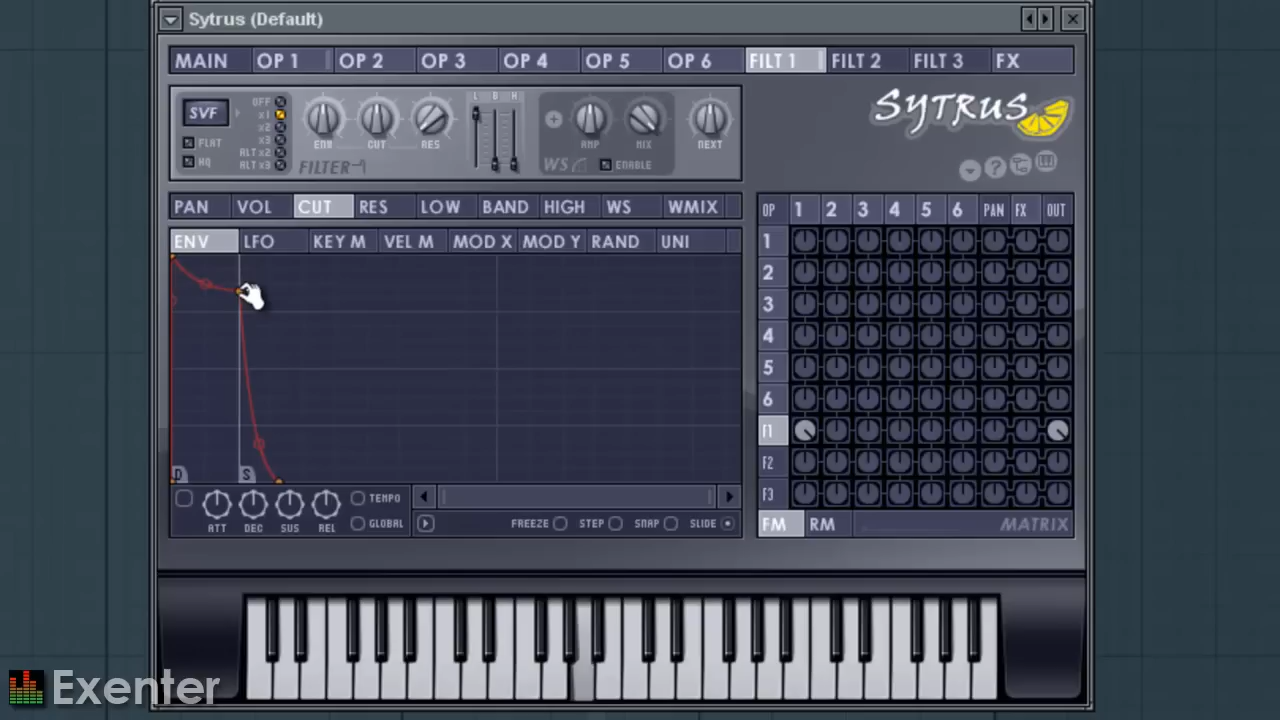 Sytrus (Default)
MAIN OP 1 OP 2 OP 3 OP 4 OP 5 OP 6 FILT 1 FILT 2 FILT 3 FX
SVF OFF x1 x2 x3 ALT x2 ALT x3
FLAT
HQ
ENV CUT RES
FILTER
L B H
AMP MIX NEXT
WS ENABLE
SYTRUS
?
PAN VOL CUT RES LOW BAND HIGH WS WMIX
ENV LFO KEY M VEL M MOD X MOD Y RAND UNI
D S
ATT DEC SUS REL
TEMPO
GLOBAL
FREEZE STEP SNAP SLIDE
OP 1 2 3 4 5 6 PAN FX OUT
1
2
3
4
5
6
F1
F2
F3
FM RM MATRIX
Exenter